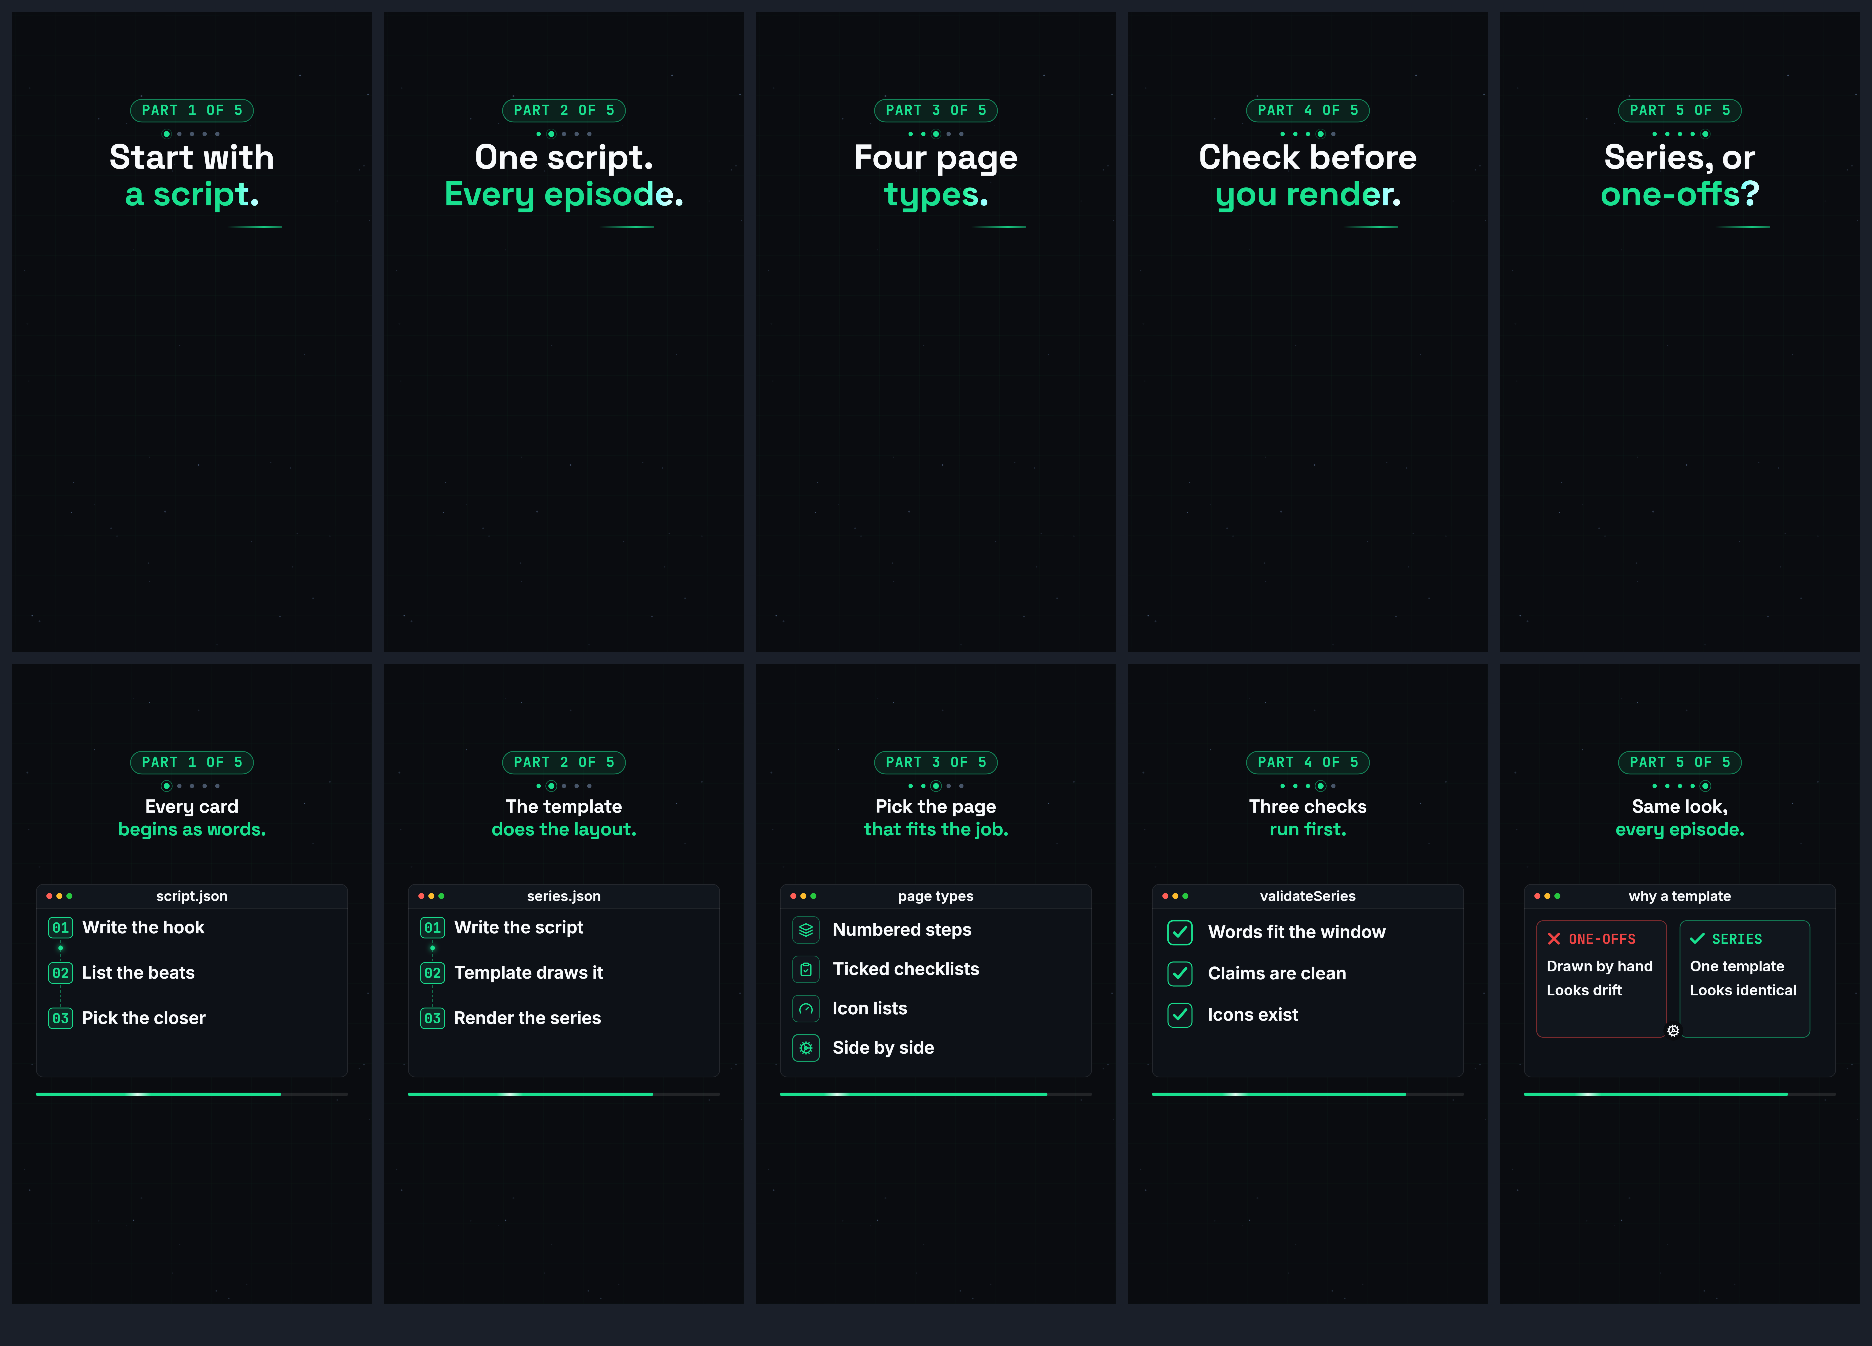 PART 1 OF 5
Start with
a script.
PART 2 OF 5
One script.
Every episode.
PART 3 OF 5
Four page
types.
PART 4 OF 5
Check before
you render.
PART 5 OF 5
Series, or
one-offs?
PART 1 OF 5
Every card
begins as words.
script.json
01 Write the hook
02 List the beats
03 Pick the closer
PART 2 OF 5
The template
does the layout.
series.json
01 Write the script
02 Template draws it
03 Render the series
PART 3 OF 5
Pick the page
that fits the job.
page types
Numbered steps
Ticked checklists
Icon lists
Side by side
PART 4 OF 5
Three checks
run first.
validateSeries
Words fit the window
Claims are clean
Icons exist
PART 5 OF 5
Same look,
every episode.
why a template
ONE-OFFS
Drawn by hand
Looks drift
SERIES
One template
Looks identical